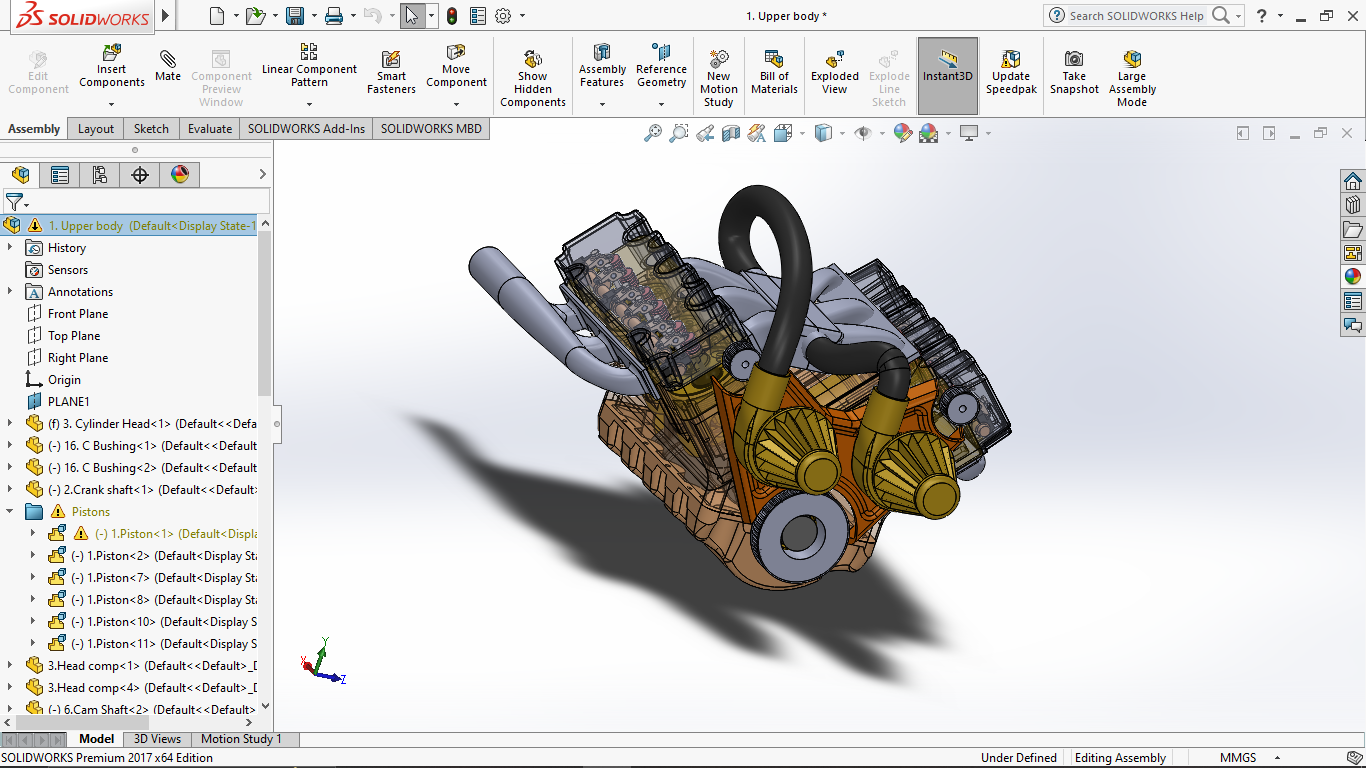 SOLIDWORKS
1. Upper body *
Search SOLIDWORKS Help
?
Edit
Component
Insert
Components
Mate
Component
Preview
Window
Linear Component
Pattern
Smart
Fasteners
Move
Component
Show
Hidden
Components
Assembly
Features
Reference
Geometry
New
Motion
Study
Bill of
Materials
Exploded
View
Explode
Line
Sketch
Instant3D
Update
Speedpak
Take
Snapshot
Large
Assembly
Mode
Assembly Layout Sketch Evaluate SOLIDWORKS Add-Ins SOLIDWORKS MBD
1. Upper body (Default<Display State-1
History
Sensors
Annotations
Front Plane
Top Plane
Right Plane
Origin
PLANE1
(f) 3. Cylinder Head<1> (Default<<Defa
(-) 16. C Bushing<1> (Default<<Default
(-) 16. C Bushing<2> (Default<<Default
(-) 2.Crank shaft<1> (Default<<Default>
Pistons
(-) 1.Piston<1> (Default<Displa
(-) 1.Piston<2> (Default<Display Sta
(-) 1.Piston<7> (Default<Display Sta
(-) 1.Piston<8> (Default<Display Sta
(-) 1.Piston<10> (Default<Display S
(-) 1.Piston<11> (Default<Display S
3.Head comp<1> (Default<<Default>_D
3.Head comp<4> (Default<<Default>_D
(-) 6.Cam Shaft<2> (Default<<Default>
Y
X
Z
Model 3D Views Motion Study 1
SOLIDWORKS Premium 2017 x64 Edition
Under Defined Editing Assembly MMGS